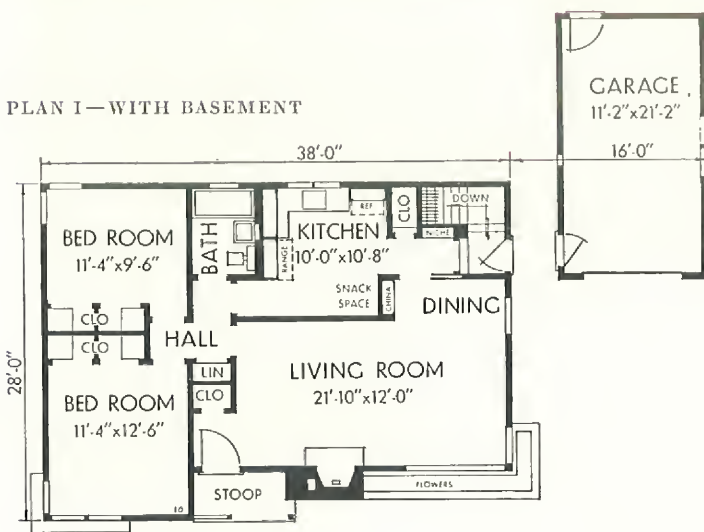 PLAN I—WITH BASEMENT
GARAGE
11'-2"x21'-2"
38'-0"
16'-0"
28'-0"
BED ROOM
11'-4"x9'-6"
BATH
KITCHEN
10'-0"x10'-8"
REF
RANGE
CLO
DOWN
NICHE
SNACK
SPACE
CHINA
DINING
CLO
CLO
HALL
LIN
CLO
LIVING ROOM
21'-10"x12'-0"
BED ROOM
11'-4"x12'-6"
STOOP
FLOWERS
10